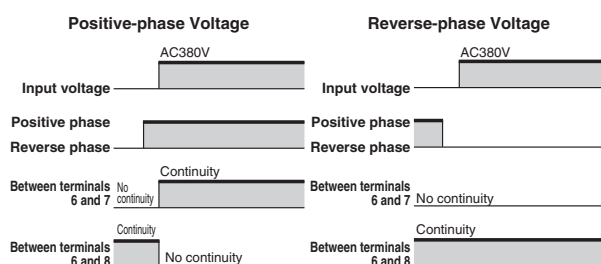 Positive-phase Voltage
AC380V
Input voltage
Positive phase
Reverse phase
Continuity
Between terminals
6 and 7
No
continuity
Continuity
Between terminals
6 and 8
No continuity
Reverse-phase Voltage
AC380V
Input voltage
Positive phase
Reverse phase
Between terminals
6 and 7
No continuity
Continuity
Between terminals
6 and 8